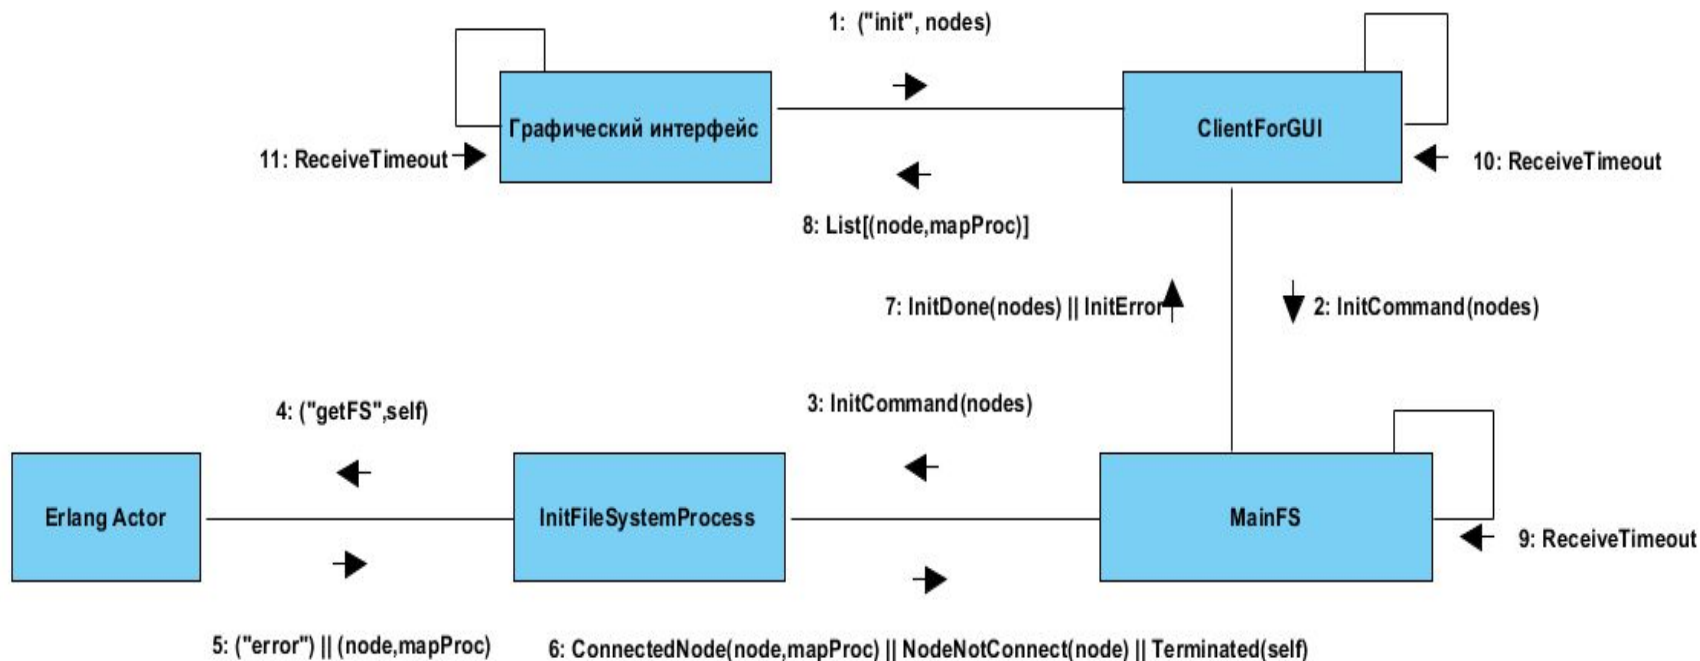 1: ("init", nodes)
Графический интерфейс
ClientForGUI
11: ReceiveTimeout
10: ReceiveTimeout
8: List[(node,mapProc)]
7: InitDone(nodes) || InitError
2: InitCommand(nodes)
4: ("getFS",self)
3: InitCommand(nodes)
Erlang Actor
InitFileSystemProcess
MainFS
9: ReceiveTimeout
5: ("error") || (node,mapProc)
6: ConnectedNode(node,mapProc) || NodeNotConnect(node) || Terminated(self)